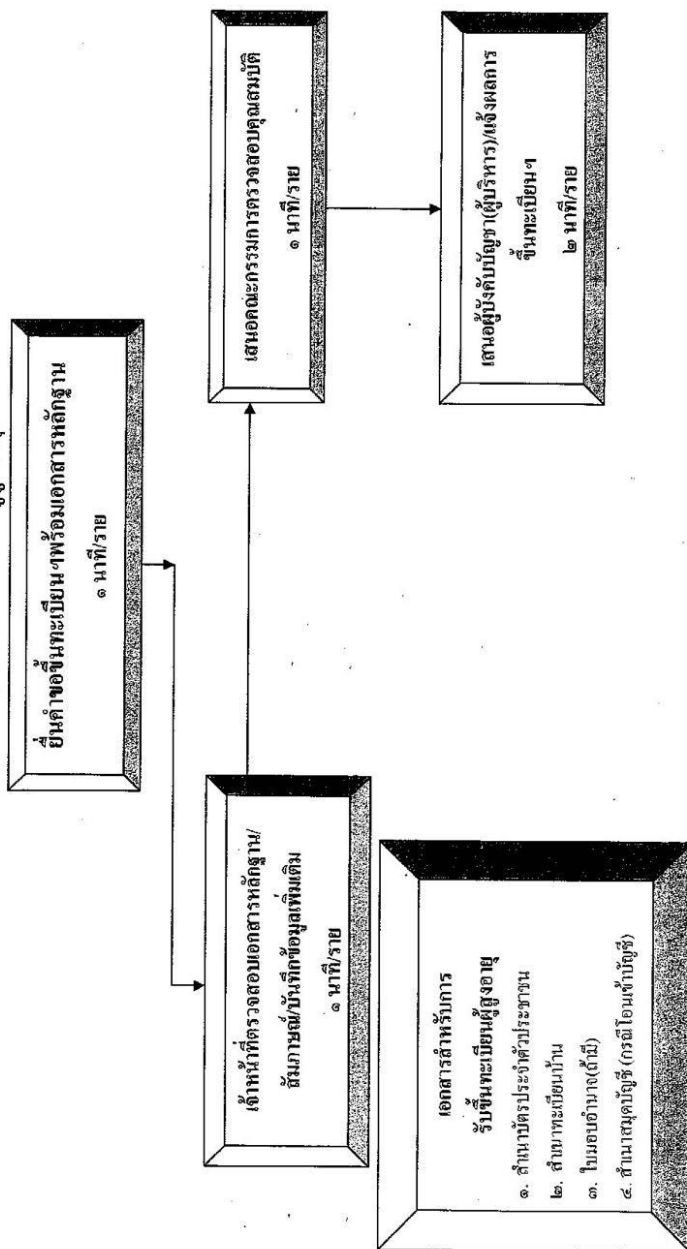 ยื่นคำขอขึ้นทะเบียนฯพร้อมเอกสารหลักฐาน
๑ นาที/ราย
เจ้าหน้าที่ตรวจสอบเอกสารหลักฐาน/
สัมภาษณ์/บันทึกข้อมูลเพิ่มเติม
๑ นาที/ราย
เสนอคณะกรรมการตรวจสอบคุณสมบัติ
๑ นาที/ราย
เสนอผู้บังคับบัญชา(ผู้บริหาร)/แจ้งผลการ
ขึ้นทะเบียนฯ
๒ นาที/ราย
เอกสารสำหรับการ
รับขึ้นทะเบียนผู้สูงอายุ
๑. สำเนาบัตรประจำตัวประชาชน
๒. สำเนาทะเบียนบ้าน
๓. ใบมอบอำนาจ(ถ้ามี)
๔. สำเนาสมุดบัญชี (กรณีโอนเข้าบัญชี)